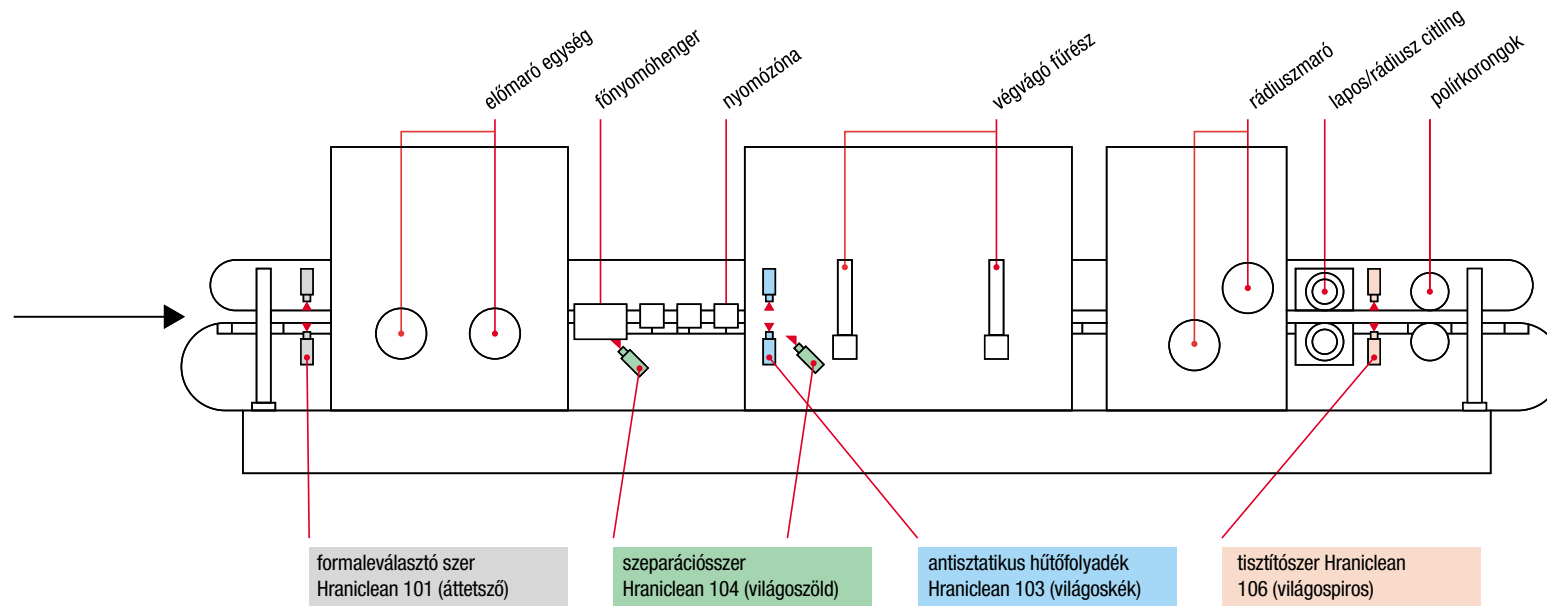 előmaró egység
főnyomóhenger
nyomózóna
végvágó fűrész
rádiuszmaró
lapos/rádiusz citling
polírkorongok
formaleválasztó szer
Hraniclean 101 (áttetsző)
szeparációsszer
Hraniclean 104 (világoszöld)
antisztatikus hűtőfolyadék
Hraniclean 103 (világoskék)
tisztítószer Hraniclean
106 (világospiros)